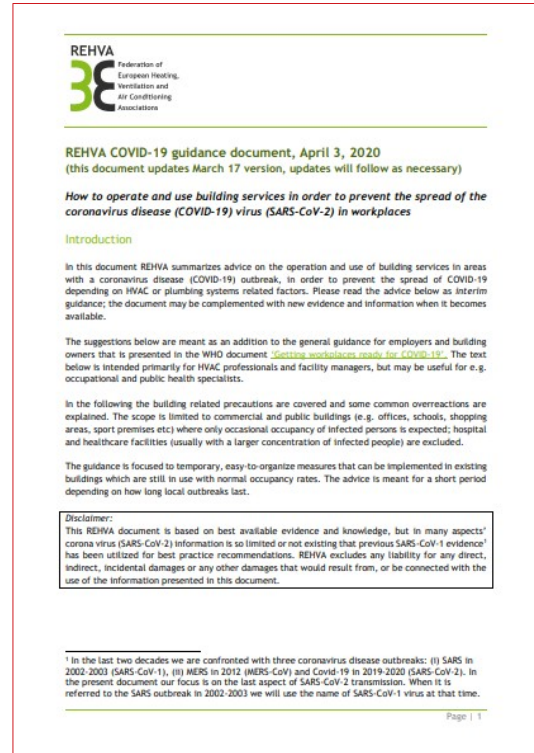 REHVA
Federation of
European Heating,
Ventilation and
Air Conditioning
Associations
REHVA COVID-19 guidance document, April 3, 2020
(this document updates March 17 version, updates will follow as necessary)
How to operate and use building services in order to prevent the spread of the
coronavirus disease (COVID-19) virus (SARS-CoV-2) in workplaces
Introduction
In this document REHVA summarizes advice on the operation and use of building services in areas
with a coronavirus disease (COVID-19) outbreak, in order to prevent the spread of COVID-19
depending on HVAC or plumbing systems related factors. Please read the advice below as interim
guidance; the document may be complemented with new evidence and information when it becomes
available.
The suggestions below are meant as an addition to the general guidance for employers and building
owners that is presented in the WHO document ‘Getting workplaces ready for COVID-19’. The text
below is intended primarily for HVAC professionals and facility managers, but may be useful for e.g.
occupational and public health specialists.
In the following the building related precautions are covered and some common overreactions are
explained. The scope is limited to commercial and public buildings (e.g. offices, schools, shopping
areas, sport premises etc) where only occasional occupancy of infected persons is expected; hospital
and healthcare facilities (usually with a larger concentration of infected people) are excluded.
The guidance is focused to temporary, easy-to-organize measures that can be implemented in existing
buildings which are still in use with normal occupancy rates. The advice is meant for a short period
depending on how long local outbreaks last.
Disclaimer:
This REHVA document is based on best available evidence and knowledge, but in many aspects’
corona virus (SARS-CoV-2) information is so limited or not existing that previous SARS-CoV-1 evidence¹
has been utilized for best practice recommendations. REHVA excludes any liability for any direct,
indirect, incidental damages or any other damages that would result from, or be connected with the
use of the information presented in this document.
¹ In the last two decades we are confronted with three coronavirus disease outbreaks: (i) SARS in
2002-2003 (SARS-CoV-1), (ii) MERS in 2012 (MERS-CoV) and Covid-19 in 2019-2020 (SARS-CoV-2). In
the present document our focus is on the last aspect of SARS-CoV-2 transmission. When it is
referred to the SARS outbreak in 2002-2003 we will use the name of SARS-CoV-1 virus at that time.
Page | 1